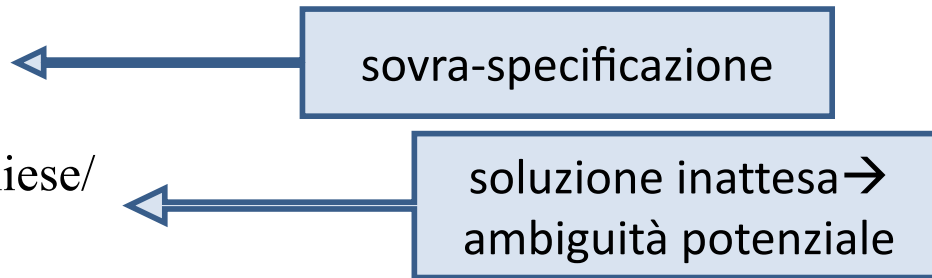 sovra-specificazione
iese/
soluzione inattesa→
ambiguità potenziale